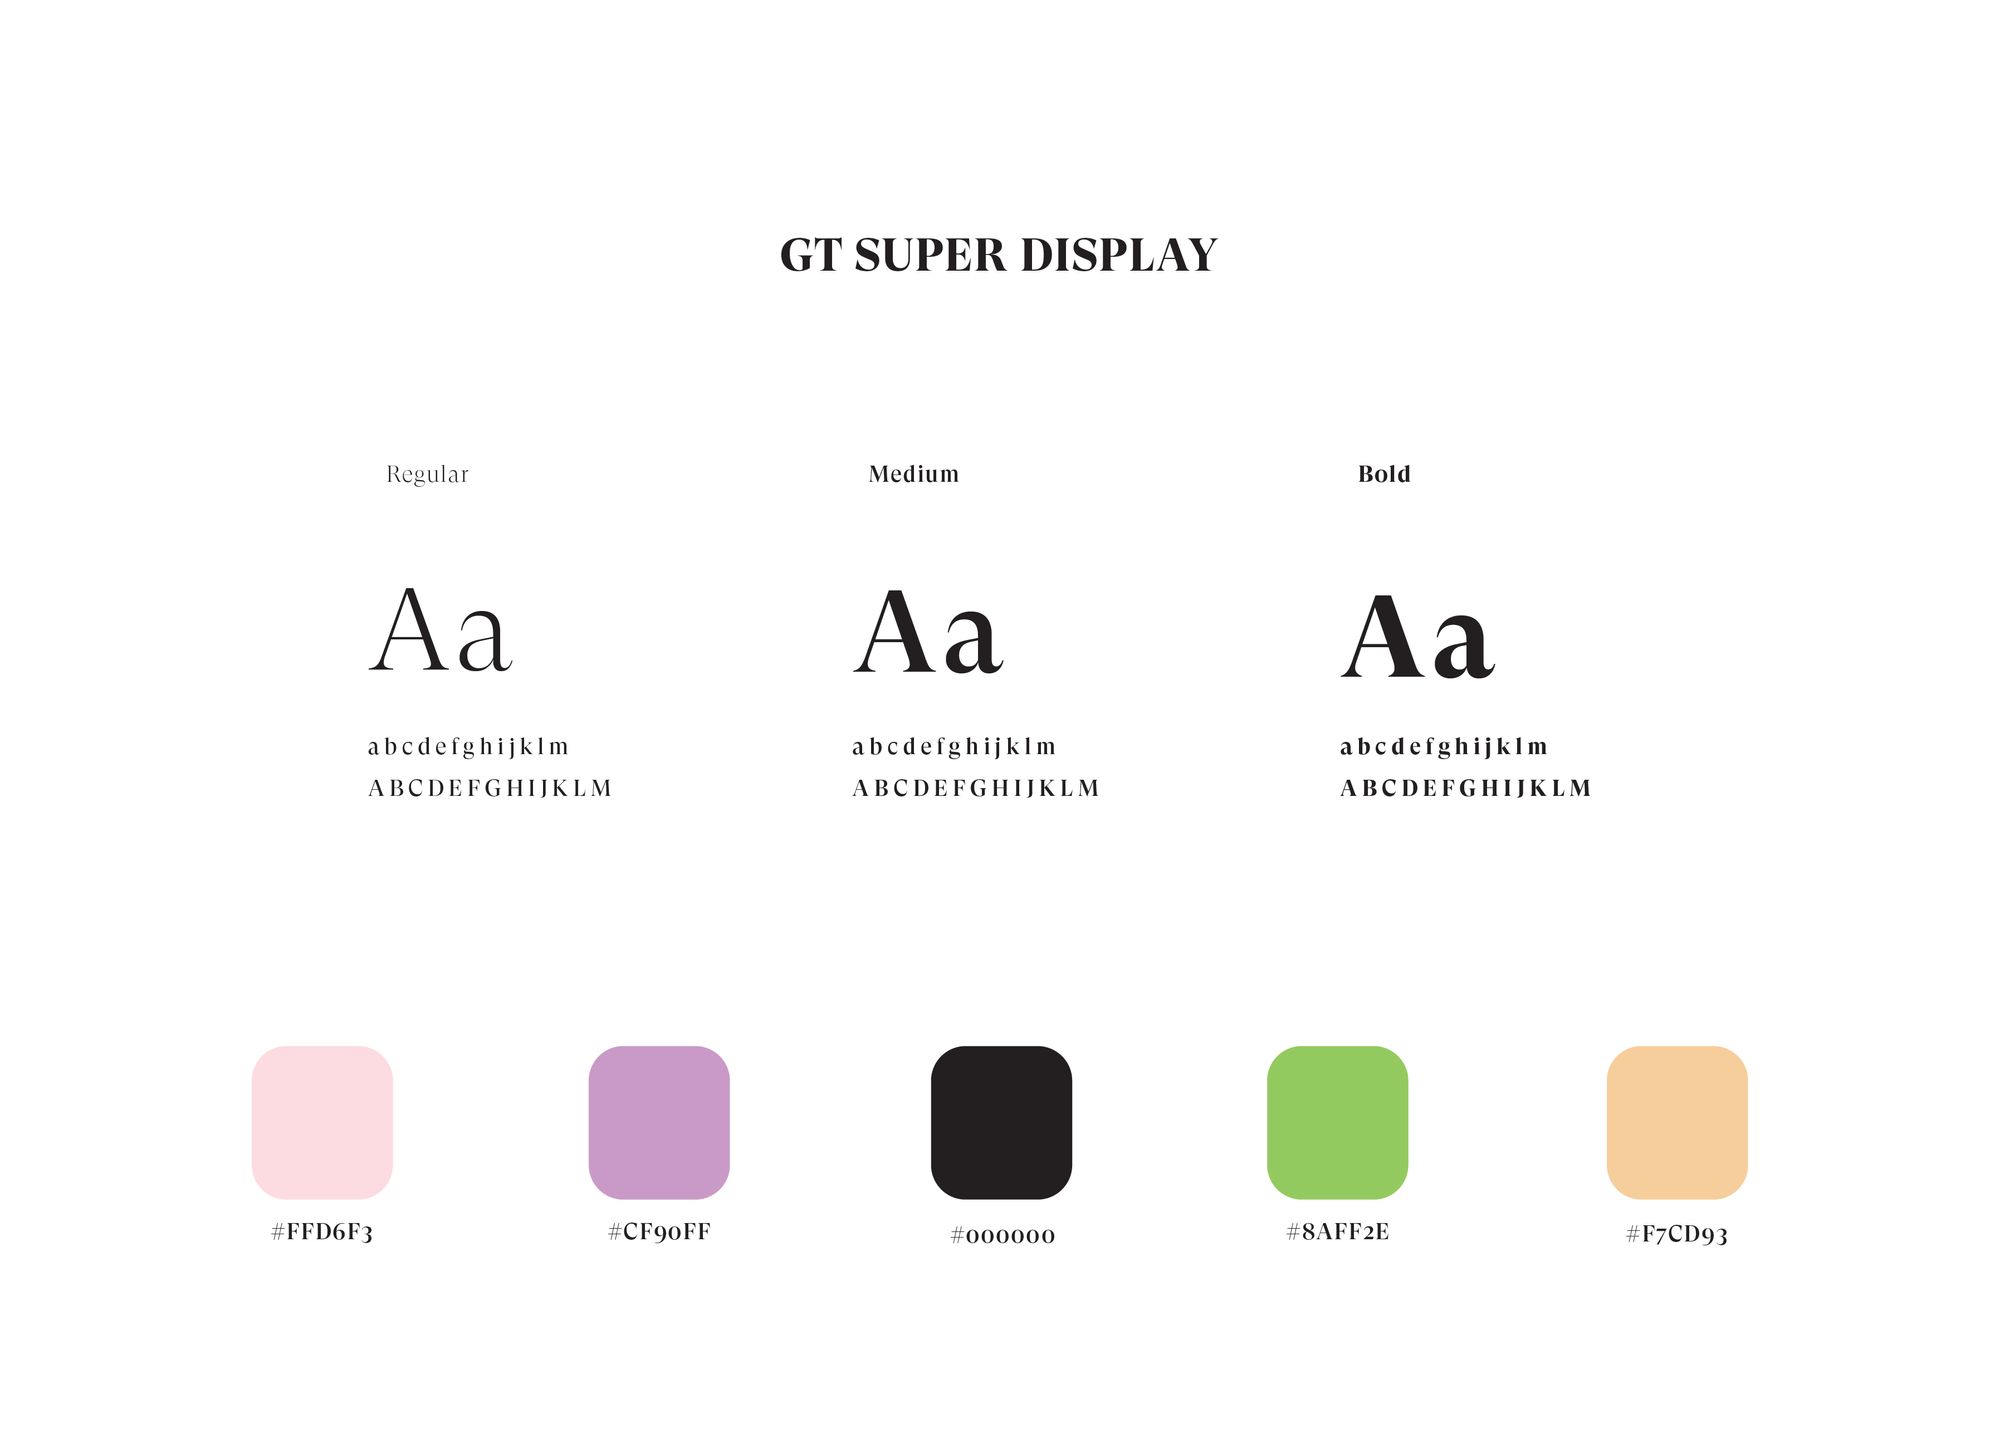 GT SUPER DISPLAY
Regular
Medium
Bold
Aa
Aa
Aa
abcdefghijklm
ABCDEFGHIJKLM
abcdefghijklm
ABCDEFGHIJKLM
abcdefghijklm
ABCDEFGHIJKLM
#FFD6F3
#CF90FF
#000000
#8AFF2E
#F7CD93